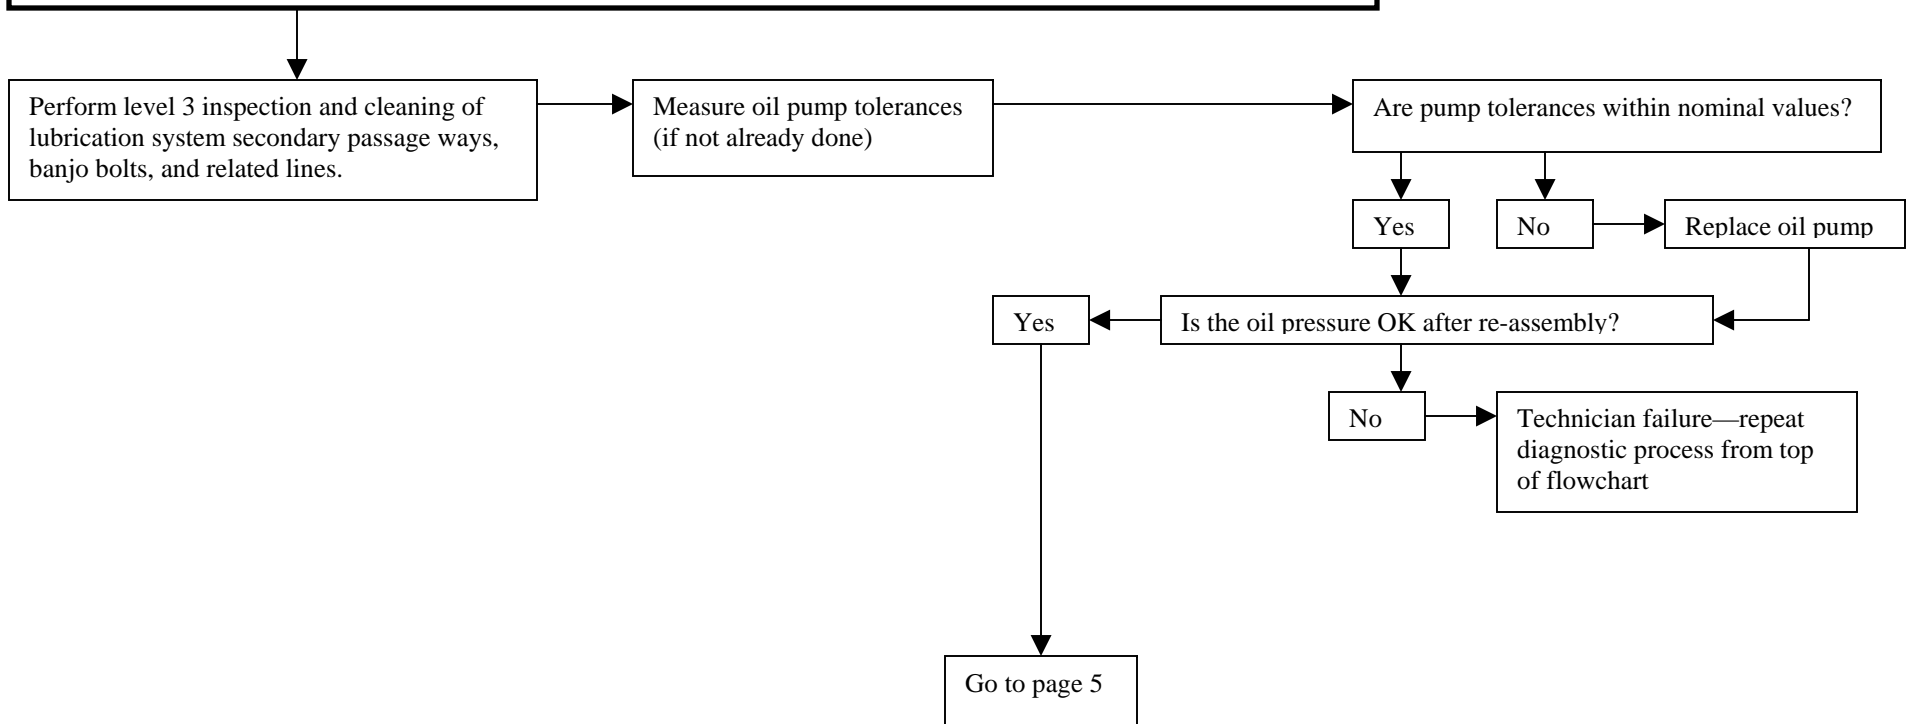 Perform level 3 inspection and cleaning of
lubrication system secondary passage ways,
banjo bolts, and related lines.
Measure oil pump tolerances
(if not already done)
Are pump tolerances within nominal values?
Yes
No
Replace oil pump
Yes
Is the oil pressure OK after re-assembly?
No
Technician failure—repeat
diagnostic process from top
of flowchart
Go to page 5